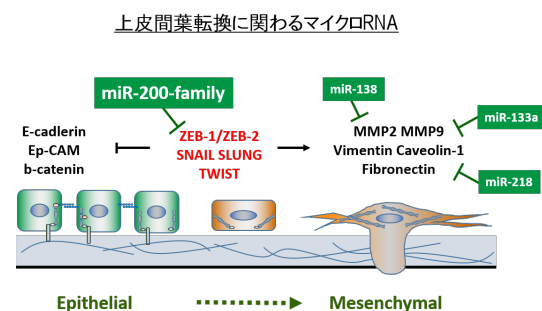 上皮間葉転換に関わるマイクロRNA
miR-200-family
miR-138
miR-133a
E-cadlerin
Ep-CAM
b-catenin
ZEB-1/ZEB-2
SNAIL SLUNG
TWIST
MMP2 MMP9
Vimentin Caveolin-1
Fibronectin
miR-218
Epithelial
Mesenchymal